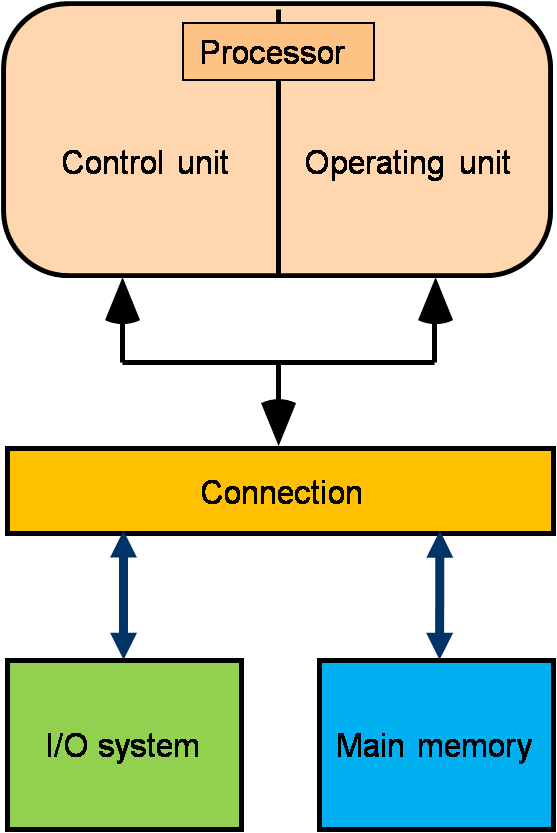 Processor
Control unit
Operating unit
Connection
I/O system
Main memory